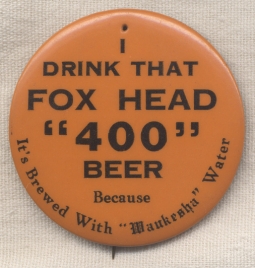 I
DRINK THAT
FOX HEAD
"400"
BEER
Because
It's Brewed With "Waukesha" Water